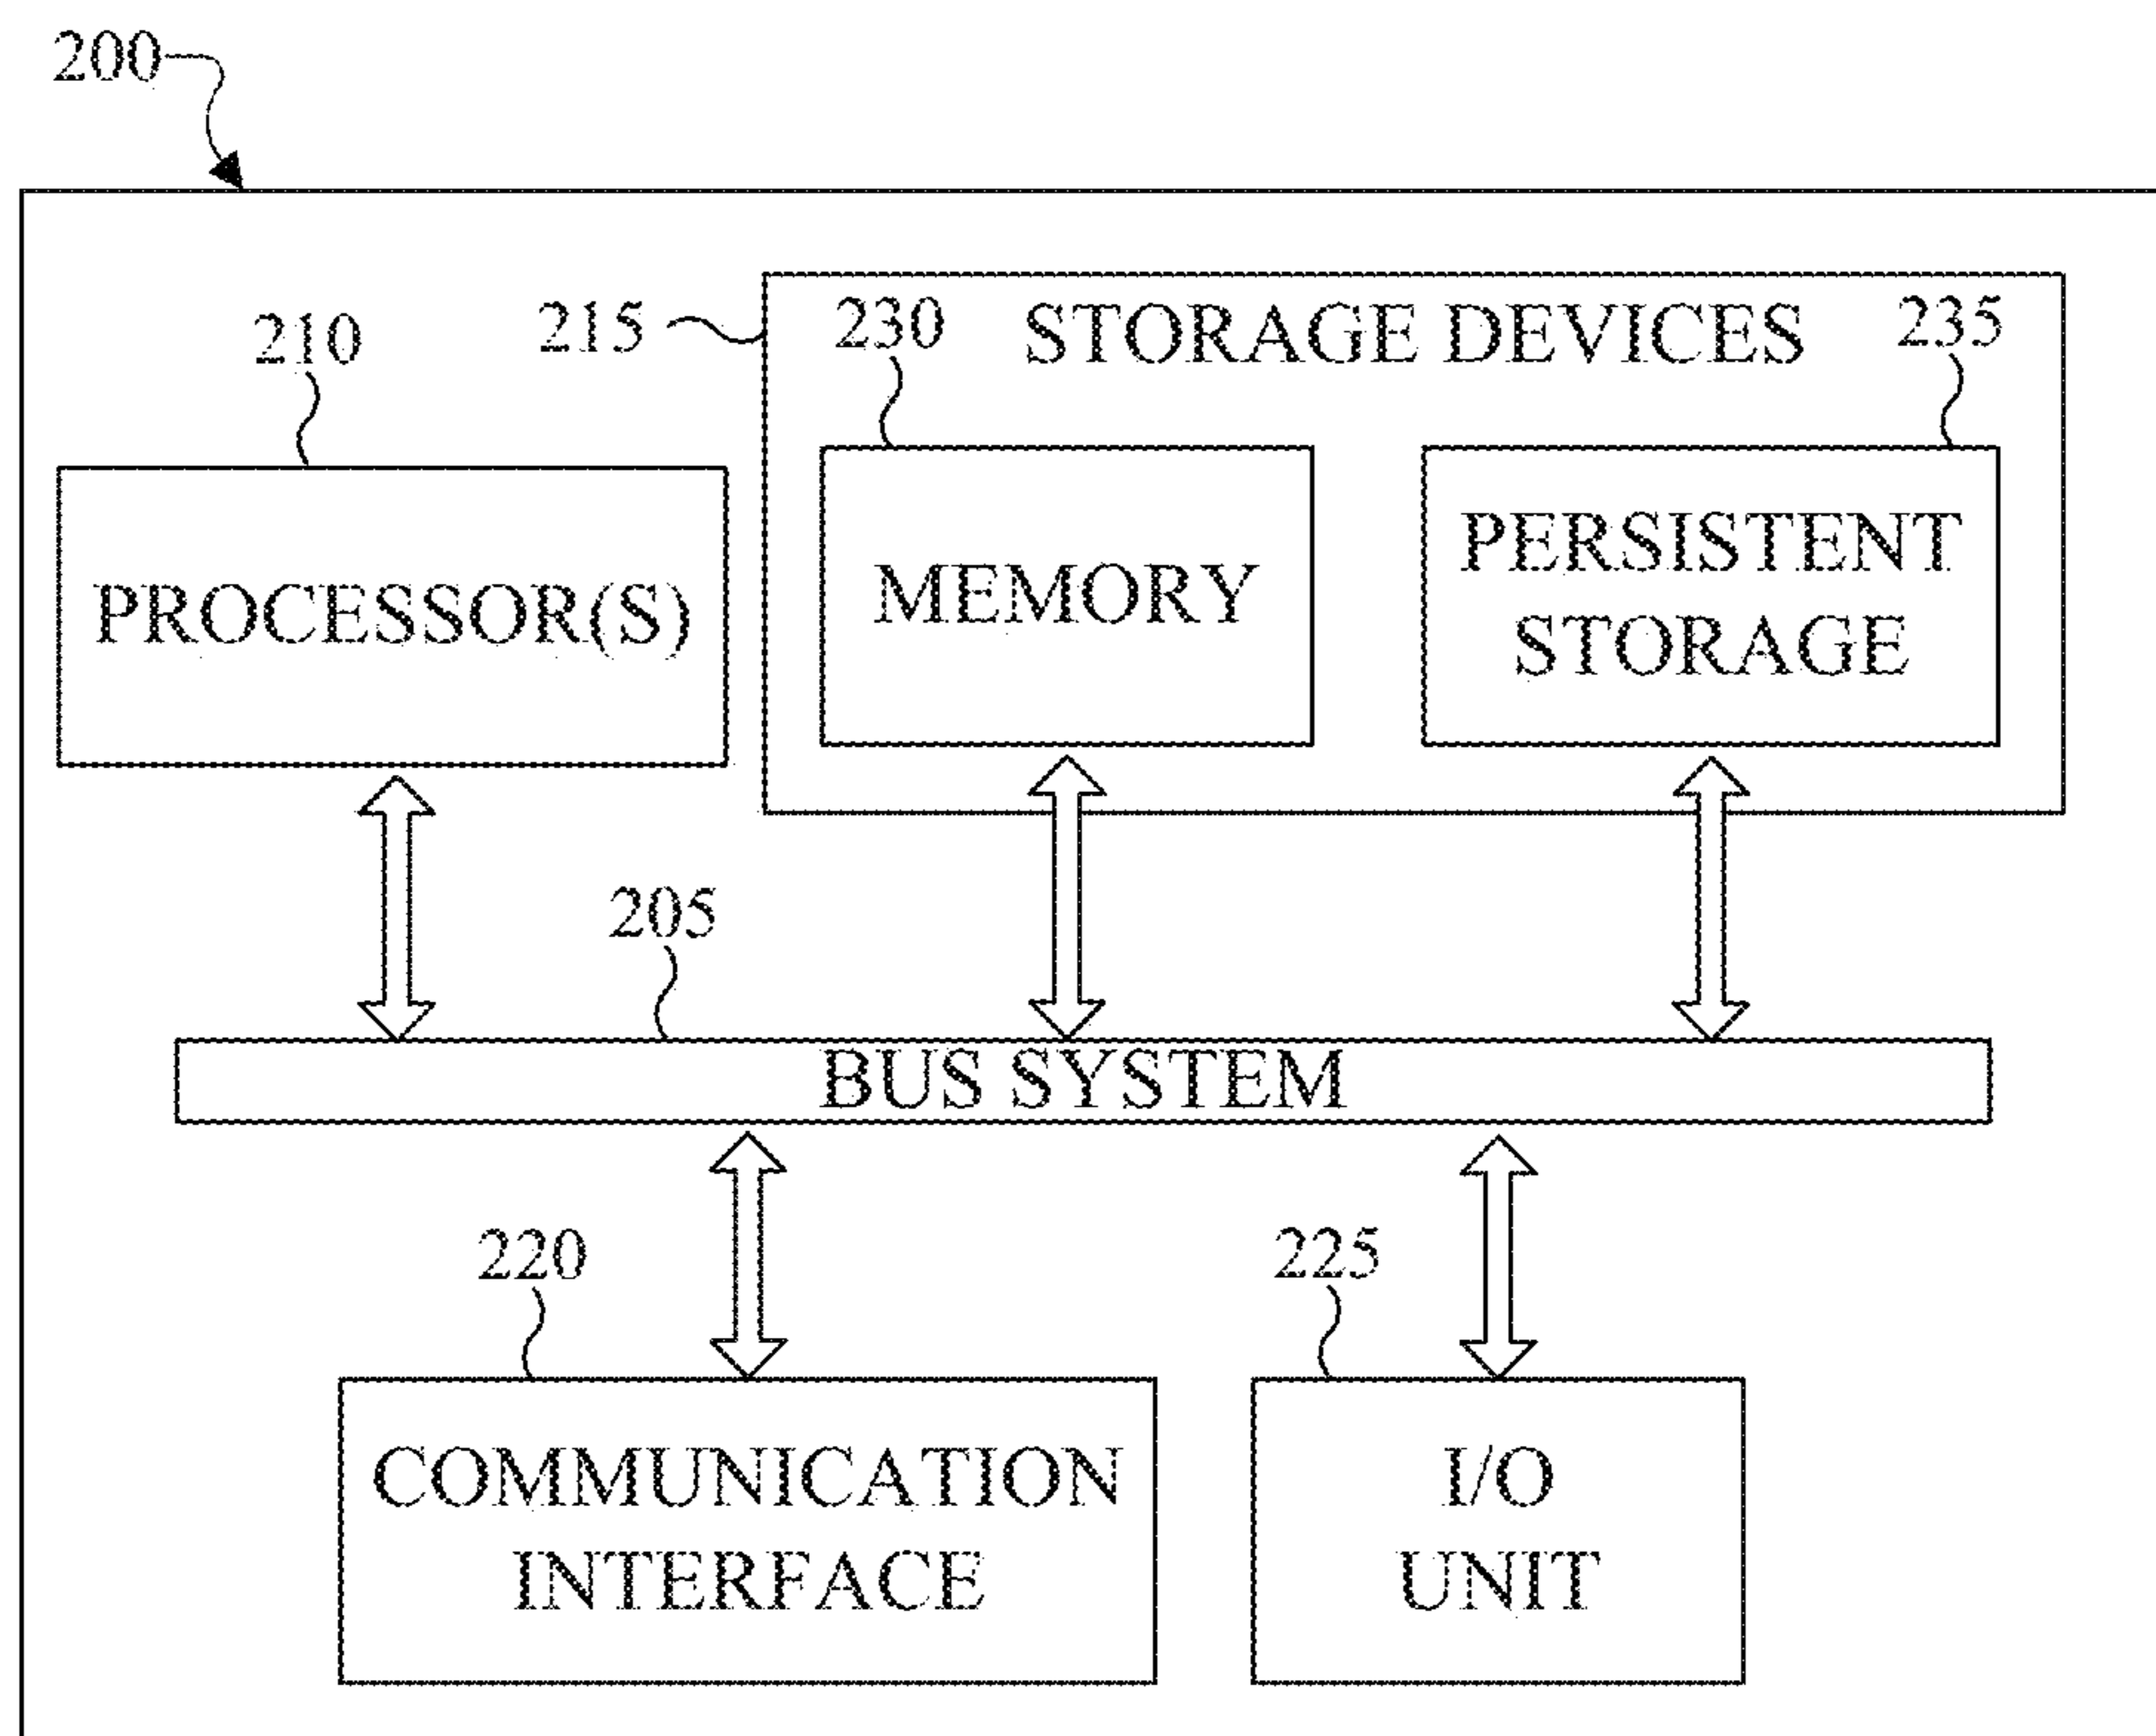 200
210
215
230
STORAGE DEVICES
235
PROCESSOR(S)
MEMORY
PERSISTENT
STORAGE
205
BUS SYSTEM
220
225
COMMUNICATION
INTERFACE
I/O
UNIT